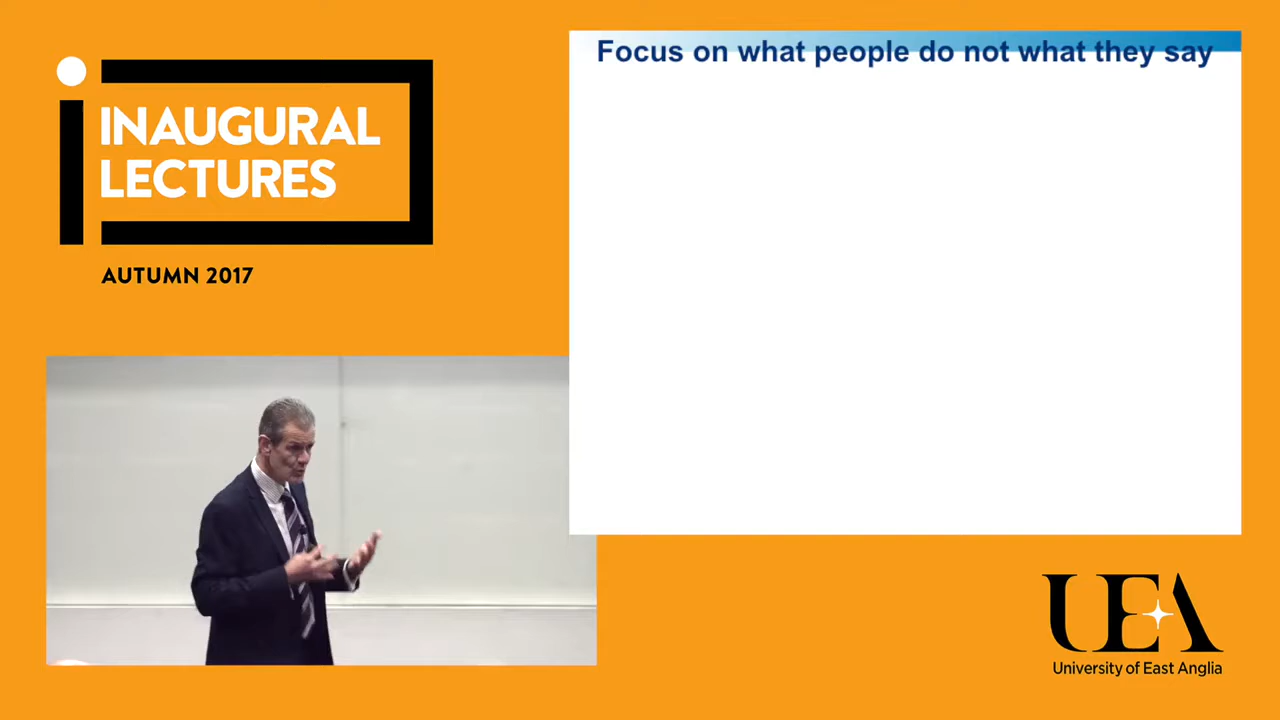 INAUGURAL
LECTURES
AUTUMN 2017
Focus on what people do not what they say
UEA
University of East Anglia